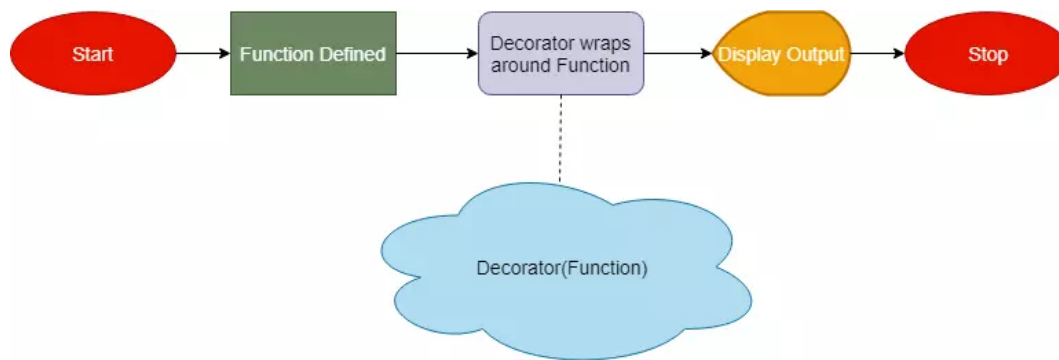 Start
Function Defined
Decorator wraps
around Function
Display Output
Stop
Decorator(Function)